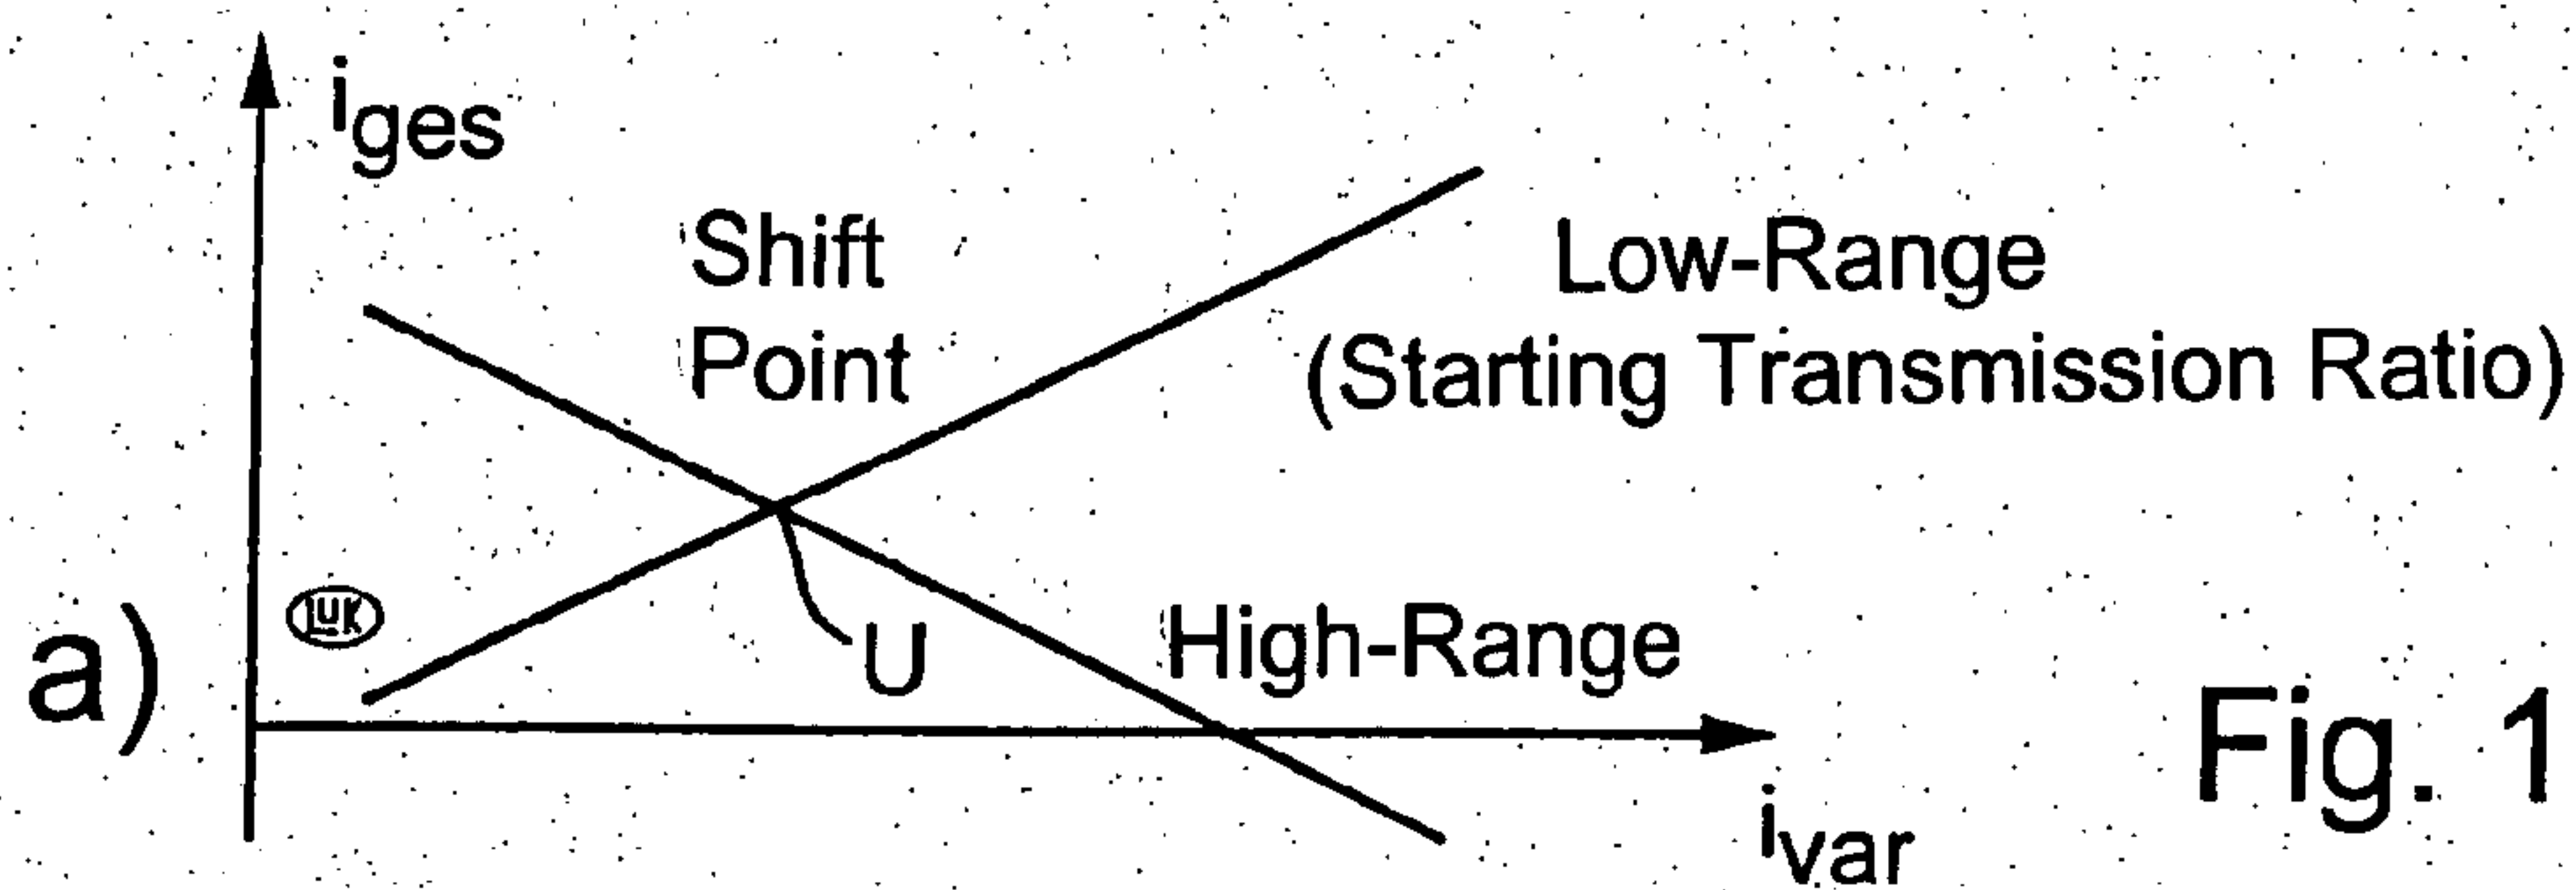 iges
Shift
Point
Low-Range
(Starting Transmission Ratio)
LUK
a)
U
High-Range
ivar
Fig. 1